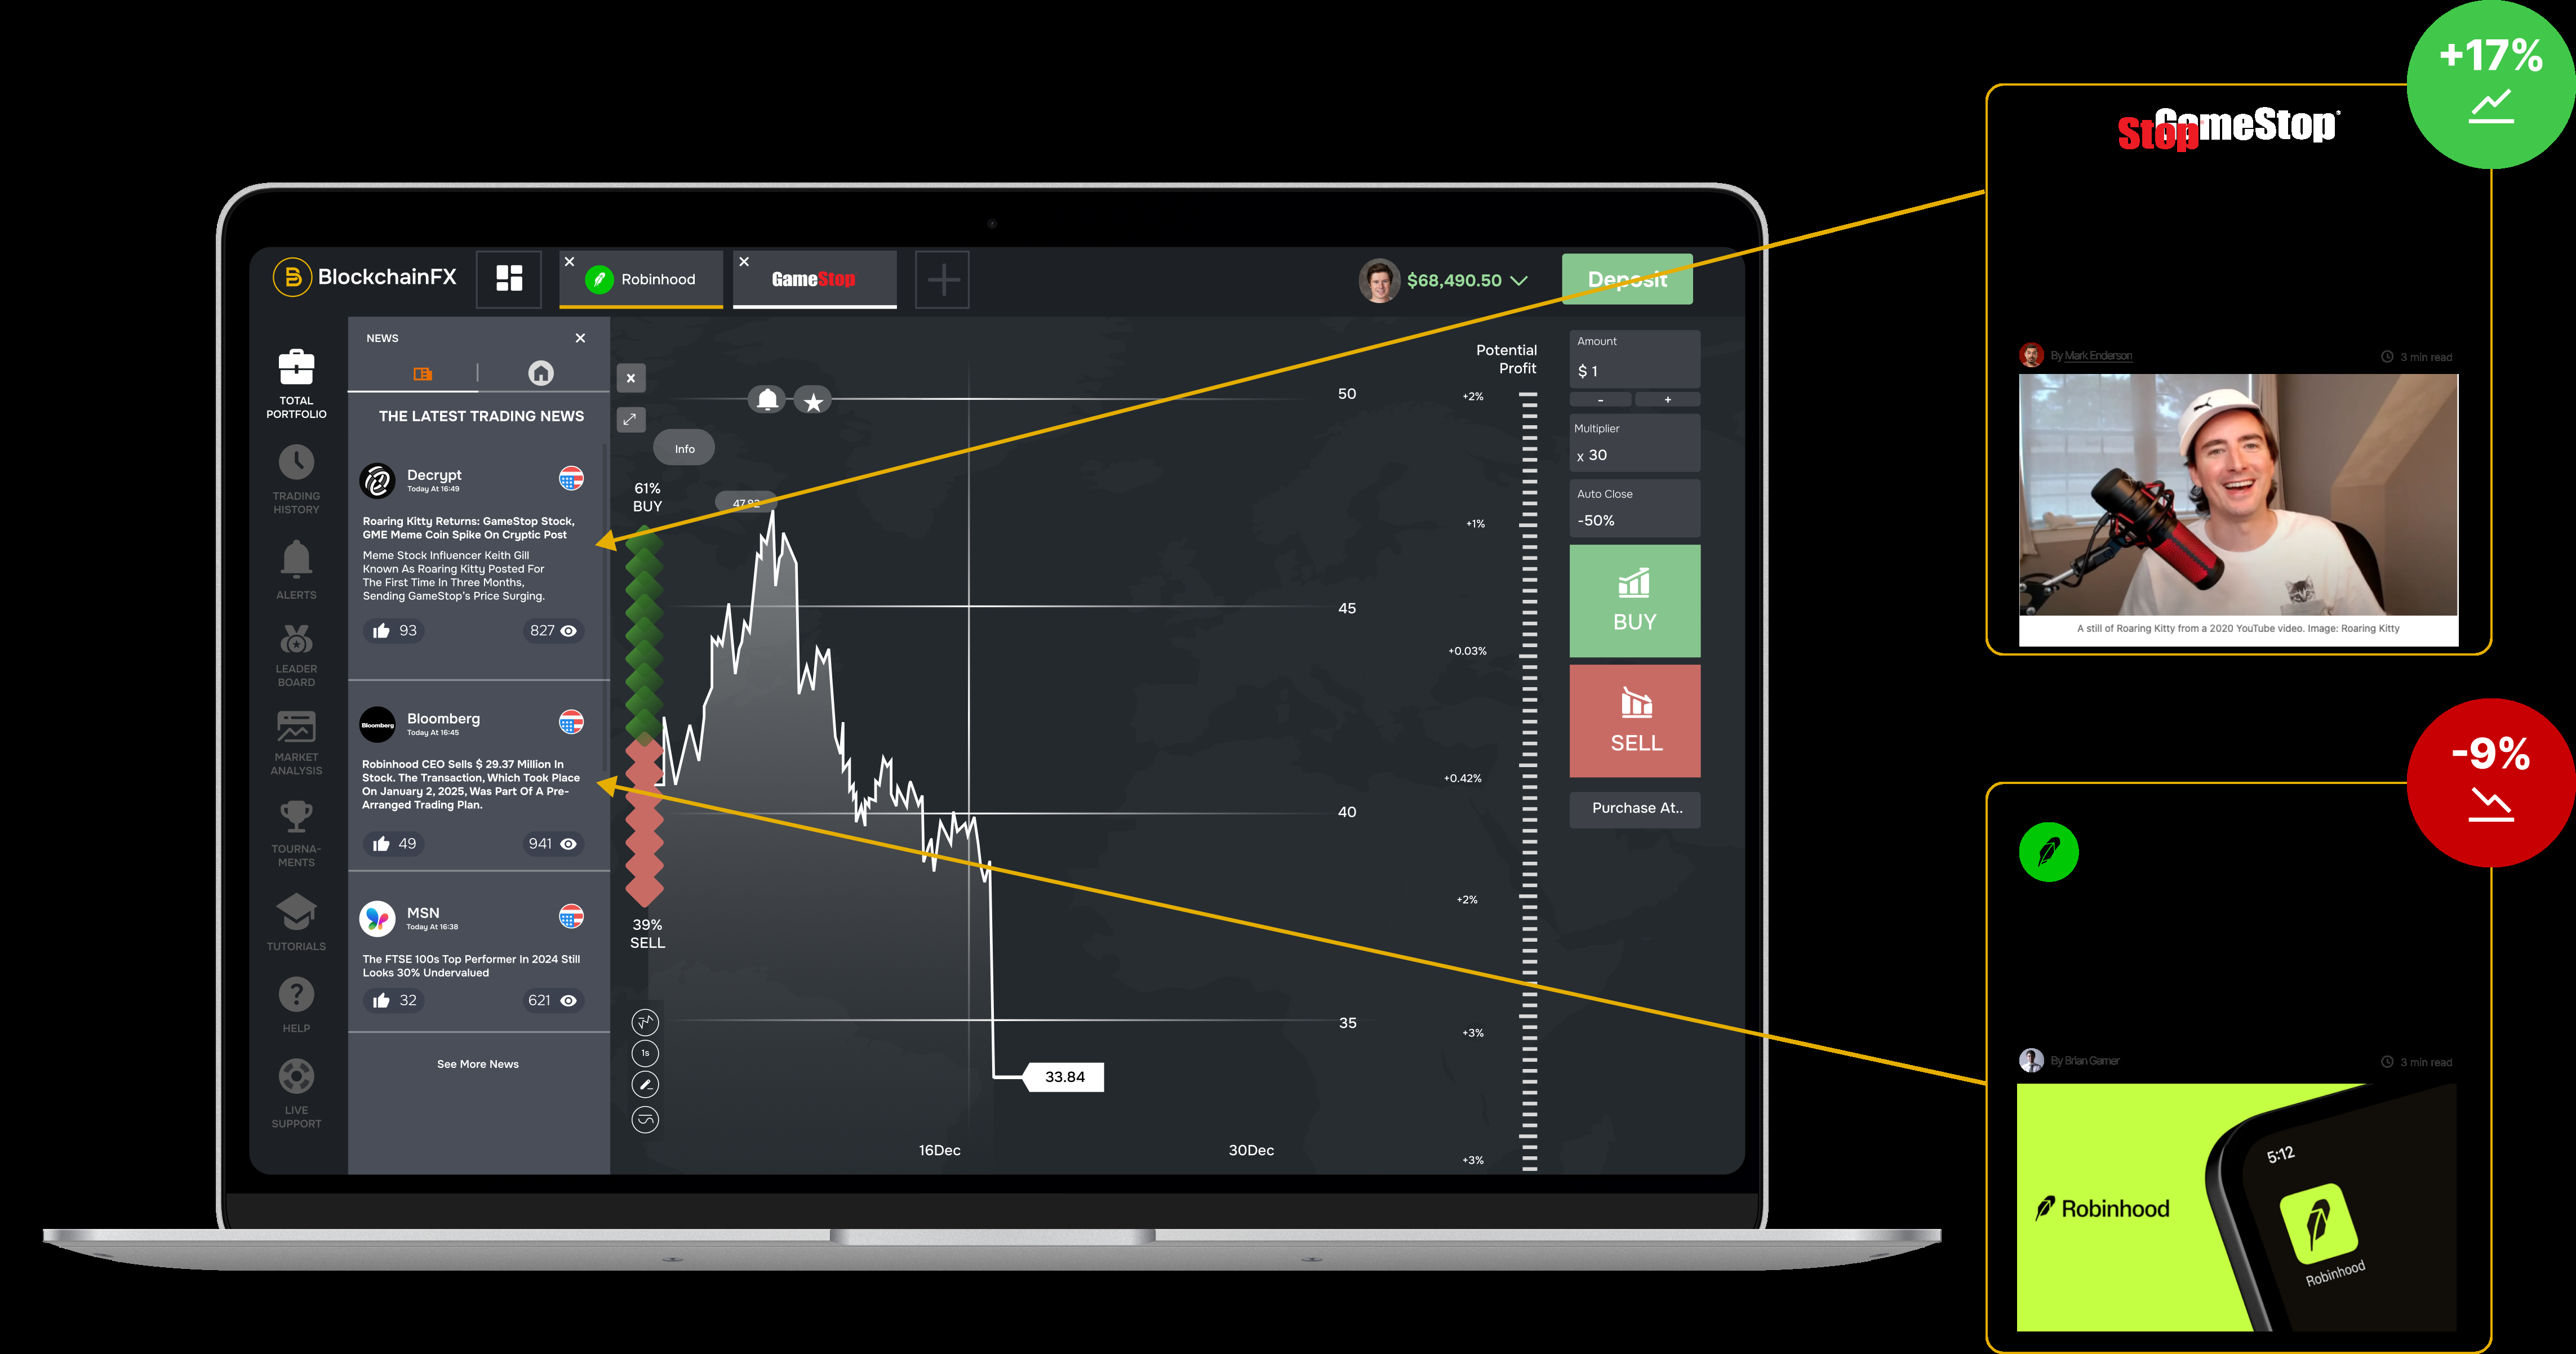 BlockchainFX
Robinhood
GameStop
$68,490.50
Deposit
TOTAL
PORTFOLIO
TRADING
HISTORY
ALERTS
LEADER
BOARD
MARKET
ANALYSIS
TOURNA-
MENTS
TUTORIALS
HELP
LIVE
SUPPORT
NEWS
THE LATEST TRADING NEWS
Decrypt
Today At 16:49
Roaring Kitty Returns: GameStop Stock,
GME Meme Coin Spike On Cryptic Post
Meme Stock Influencer Keith Gill
Known As Roaring Kitty Posted For
The First Time In Three Months,
Sending GameStop's Price Surging.
93
827
Bloomberg
Bloomberg
Today At 16:45
Robinhood CEO Sells $ 29.37 Million In
Stock. The Transaction, Which Took Place
On January 2, 2025, Was Part Of A Pre-
Arranged Trading Plan.
49
941
MSN
Today At 16:38
The FTSE 100s Top Performer In 2024 Still
Looks 30% Undervalued
32
621
See More News
Info
61%
BUY
39%
SELL
1s
47.82
50
45
40
35
33.84
16Dec
30Dec
Potential
Profit
+2%
+1%
+0.03%
+0.42%
+2%
+3%
+3%
Amount
$ 1
-
+
Multiplier
x 30
Auto Close
-50%
BUY
SELL
Purchase At..
+17%
Stop
GameStop
By Mark Enderson
3 min read
A still of Roaring Kitty from a 2020 YouTube video. Image: Roaring Kitty
-9%
By Brian Garner
3 min read
Robinhood
5:12
Robinhood